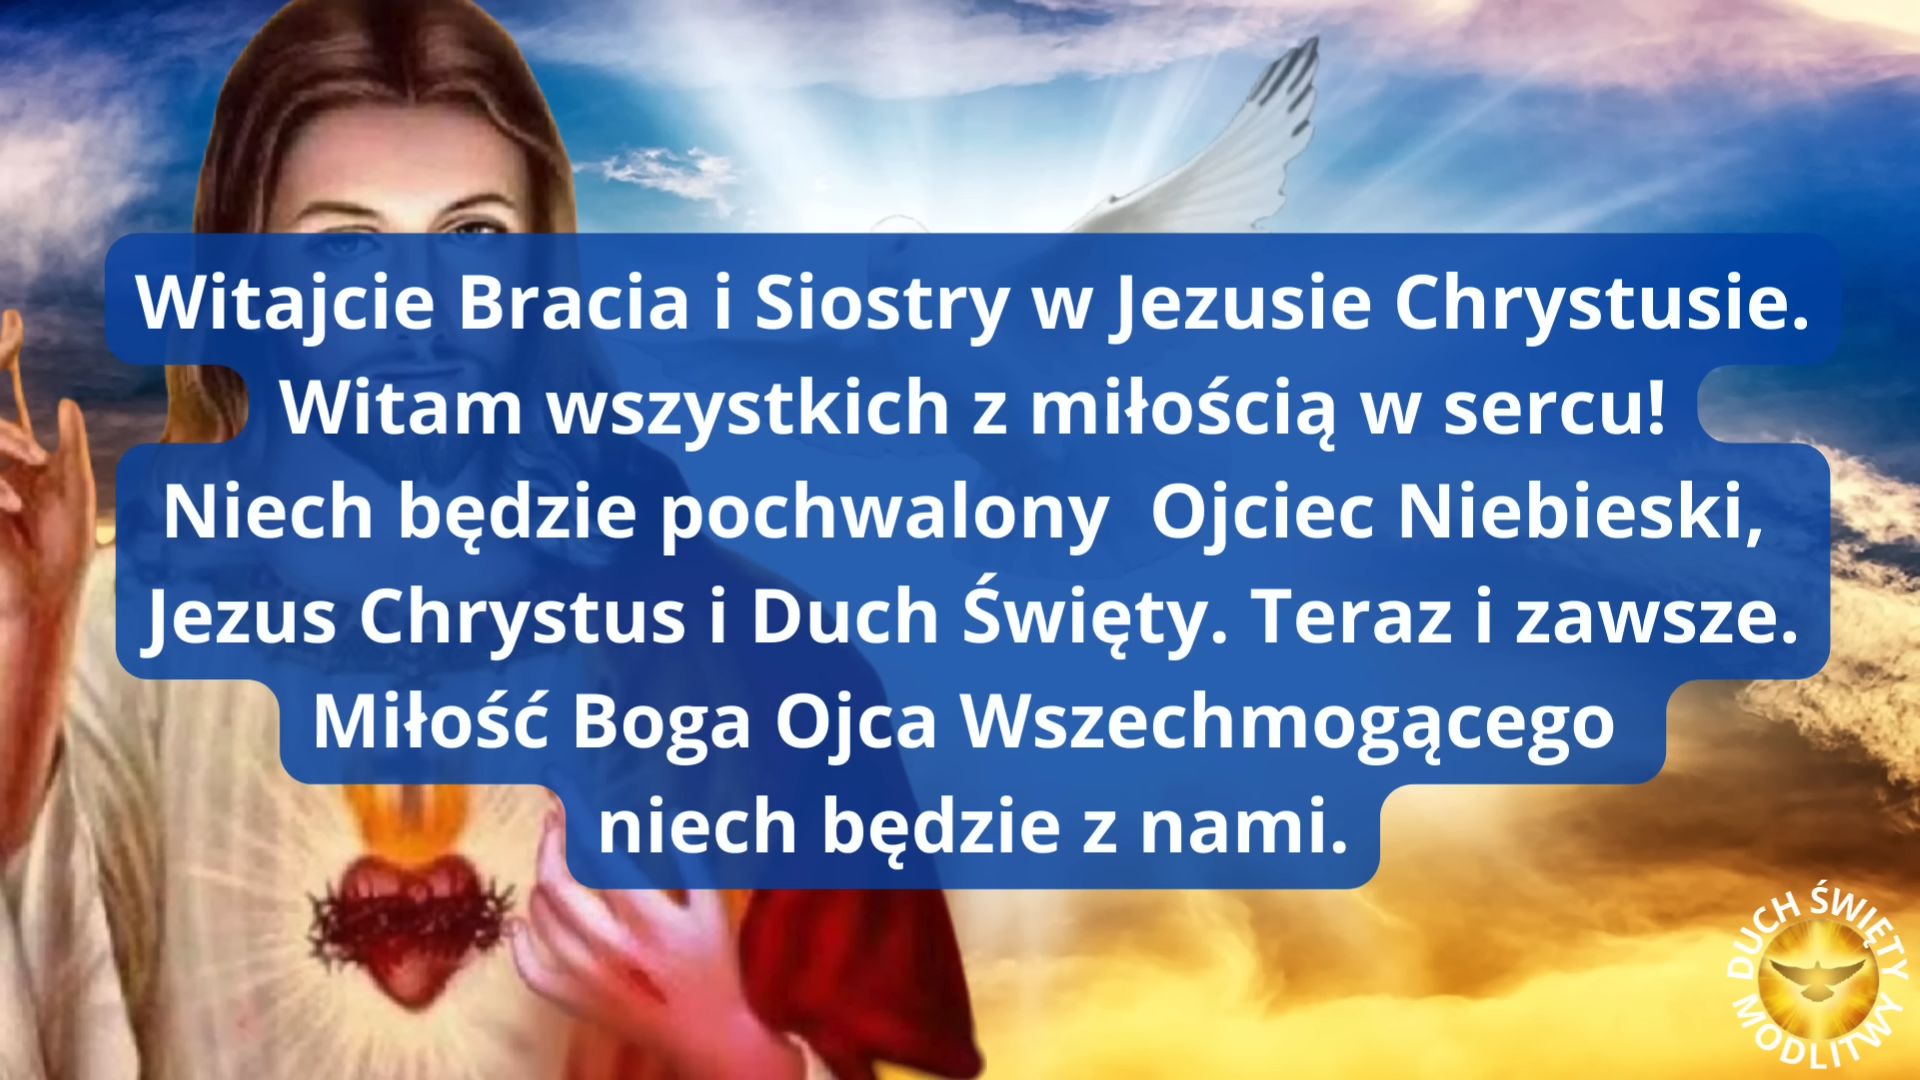 Witajcie Bracia i Siostry w Jezusie Chrystusie.
Witam wszystkich z miłością w sercu!
Niech będzie pochwalony  Ojciec Niebieski,
Jezus Chrystus i Duch Święty. Teraz i zawsze.
Miłość Boga Ojca Wszechmogącego
niech będzie z nami.
DUCH ŚWIĘTY
MODLITWY